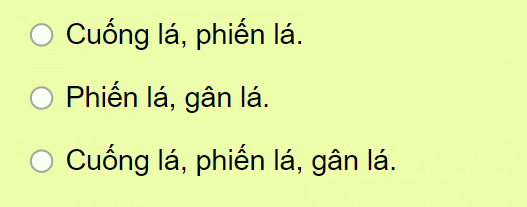 Cuống lá, phiến lá.
Phiến lá, gân lá.
Cuống lá, phiến lá, gân lá.